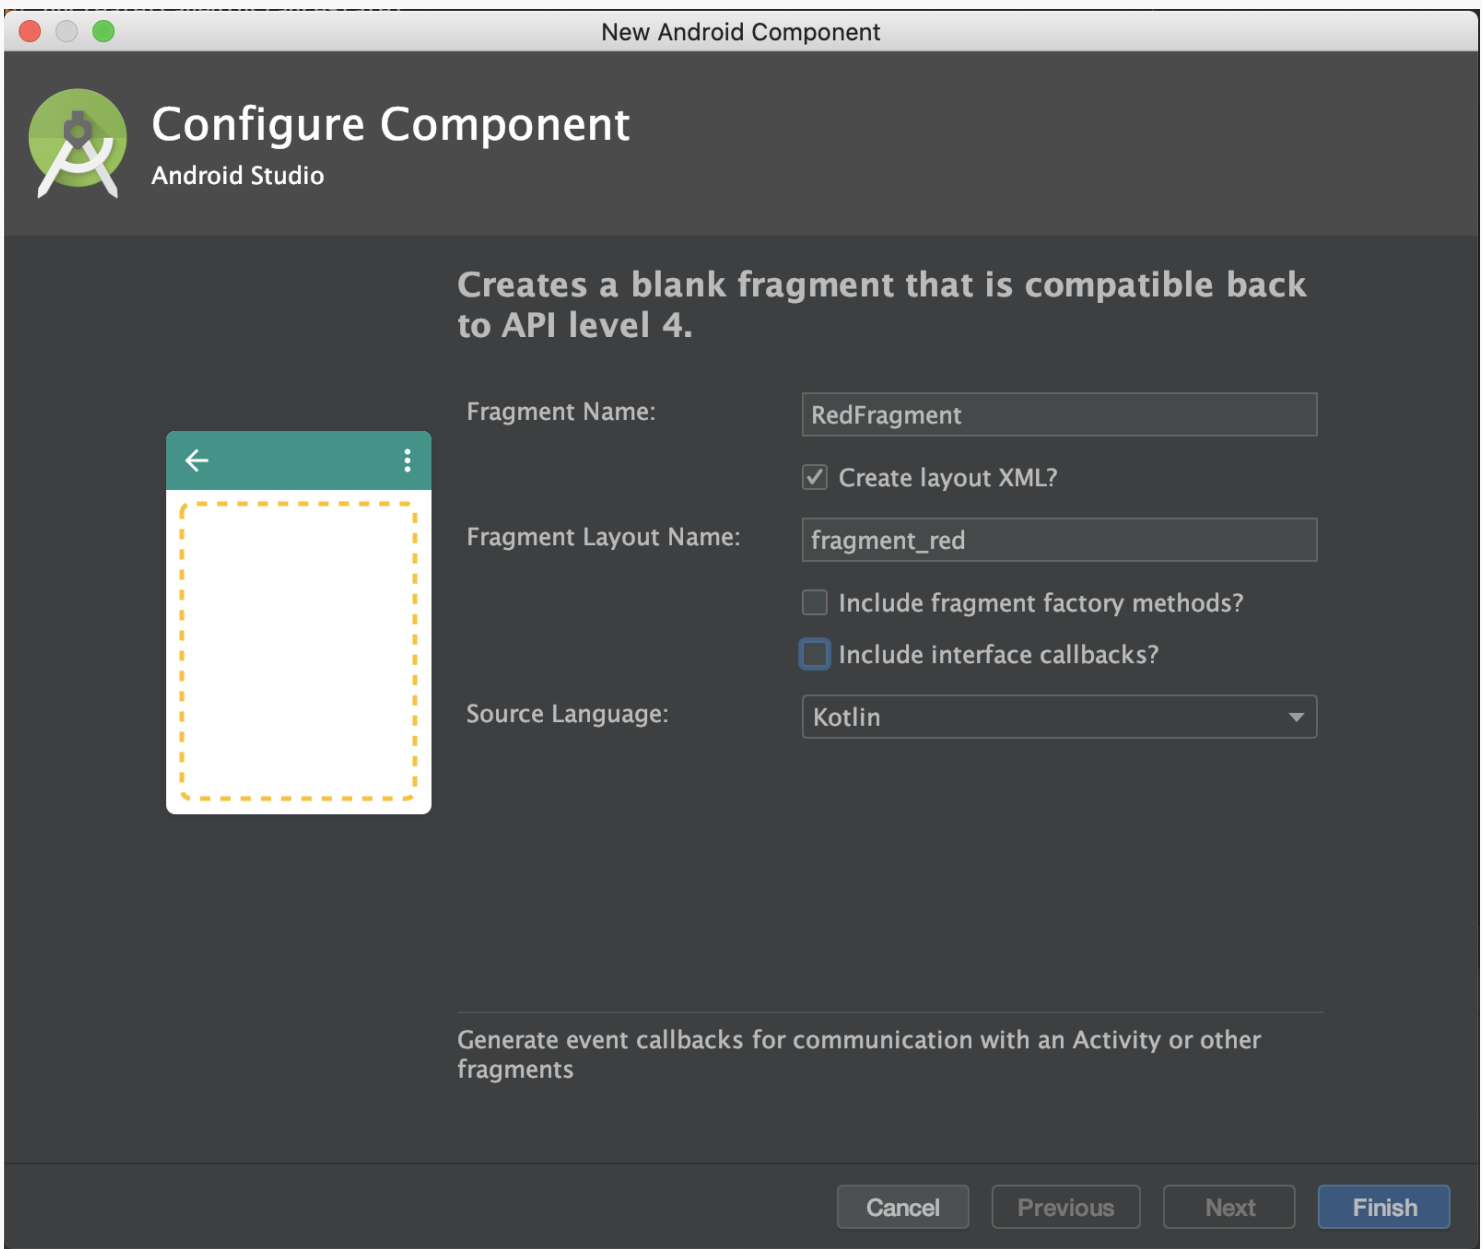 New Android Component
Configure Component
Android Studio
Creates a blank fragment that is compatible back
to API level 4.
Fragment Name:
RedFragment
Create layout XML?
Fragment Layout Name:
fragment_red
Include fragment factory methods?
Include interface callbacks?
Source Language:
Kotlin
Generate event callbacks for communication with an Activity or other
fragments
Cancel
Previous
Next
Finish